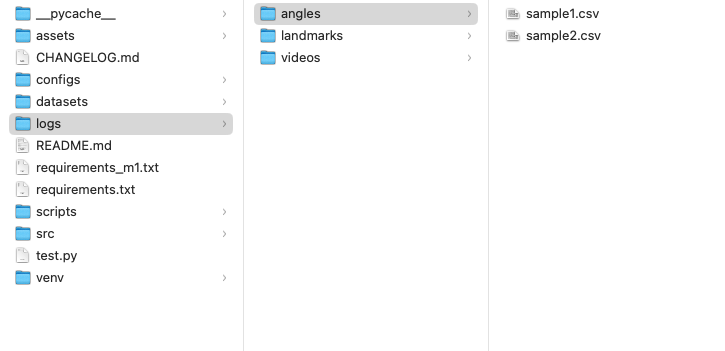 __pycache__
assets
CHANGELOG.md
configs
datasets
logs
README.md
requirements_m1.txt
requirements.txt
scripts
src
test.py
venv
angles
landmarks
videos
sample1.csv
sample2.csv